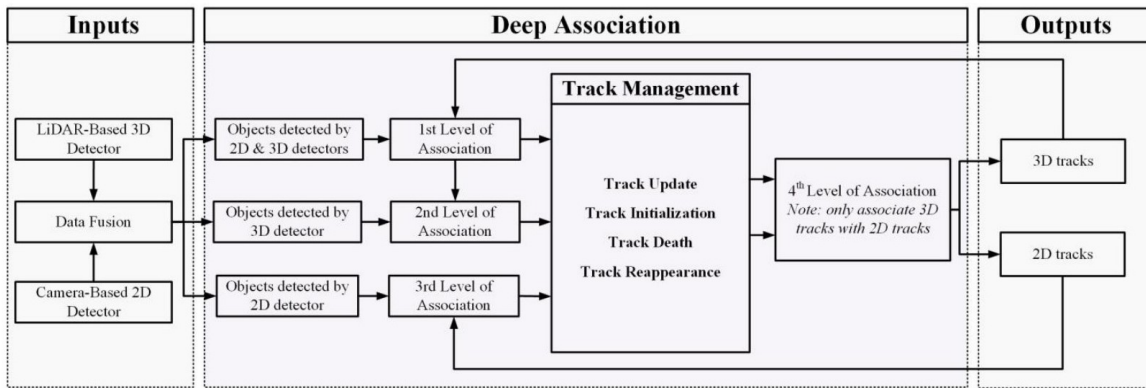 Inputs
Deep Association
Outputs
LiDAR-Based 3D
Detector
Data Fusion
Camera-Based 2D
Detector
Objects detected by
2D & 3D detectors
Objects detected by
3D detector
Objects detected by
2D detector
1st Level of
Association
2nd Level of
Association
3rd Level of
Association
Track Management
Track Update
Track Initialization
Track Death
Track Reappearance
4th Level of Association
Note: only associate 3D
tracks with 2D tracks
3D tracks
2D tracks